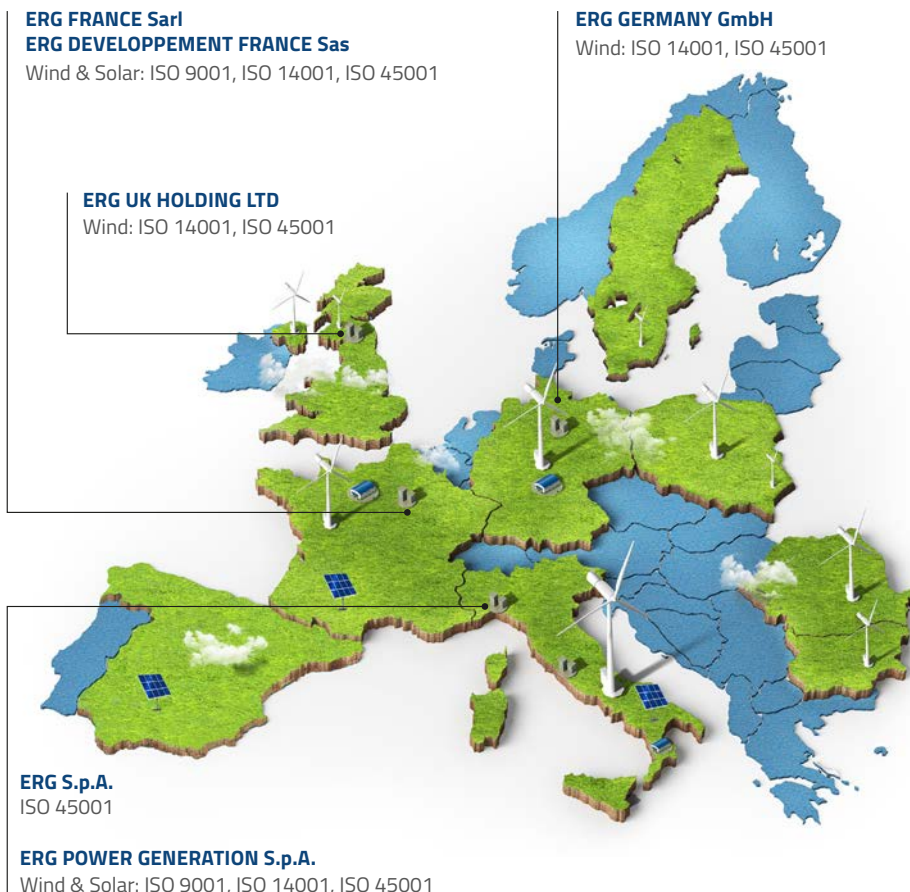 ERG FRANCE Sarl
ERG DEVELOPPEMENT FRANCE Sas
Wind & Solar: ISO 9001, ISO 14001, ISO 45001
ERG GERMANY GmbH
Wind: ISO 14001, ISO 45001
ERG UK HOLDING LTD
Wind: ISO 14001, ISO 45001
ERG S.p.A.
ISO 45001
ERG POWER GENERATION S.p.A.
Wind & Solar: ISO 9001, ISO 14001, ISO 45001